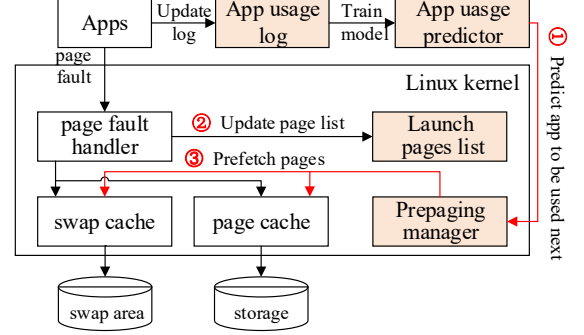 Apps
Update
log
App usage
log
Train
model
App uasge
predictor
①
Predict app to be used next
page
fault
Linux kernel
page fault
handler
② Update page list
Launch
pages list
③ Prefetch pages
swap cache
page cache
Prepaging
manager
swap area
storage